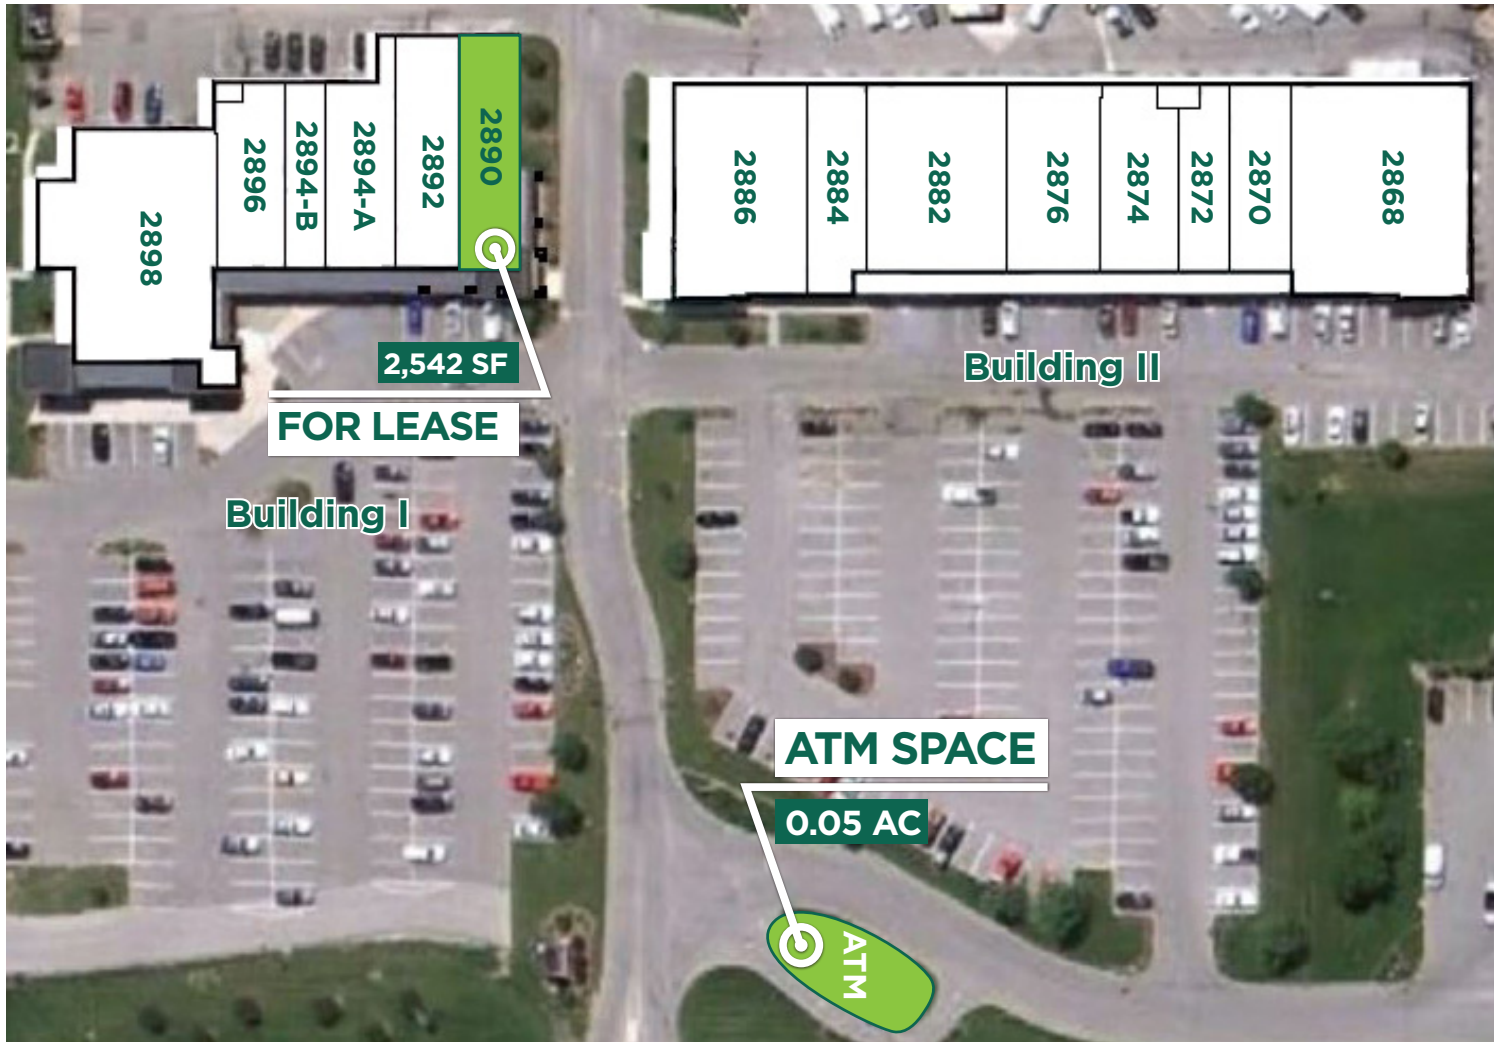 2898
2896
2894-B
2894-A
2892
2890
2886
2884
2882
2876
2874
2872
2870
2868
2,542 SF
FOR LEASE
Building I
Building II
ATM SPACE
0.05 AC
ATM